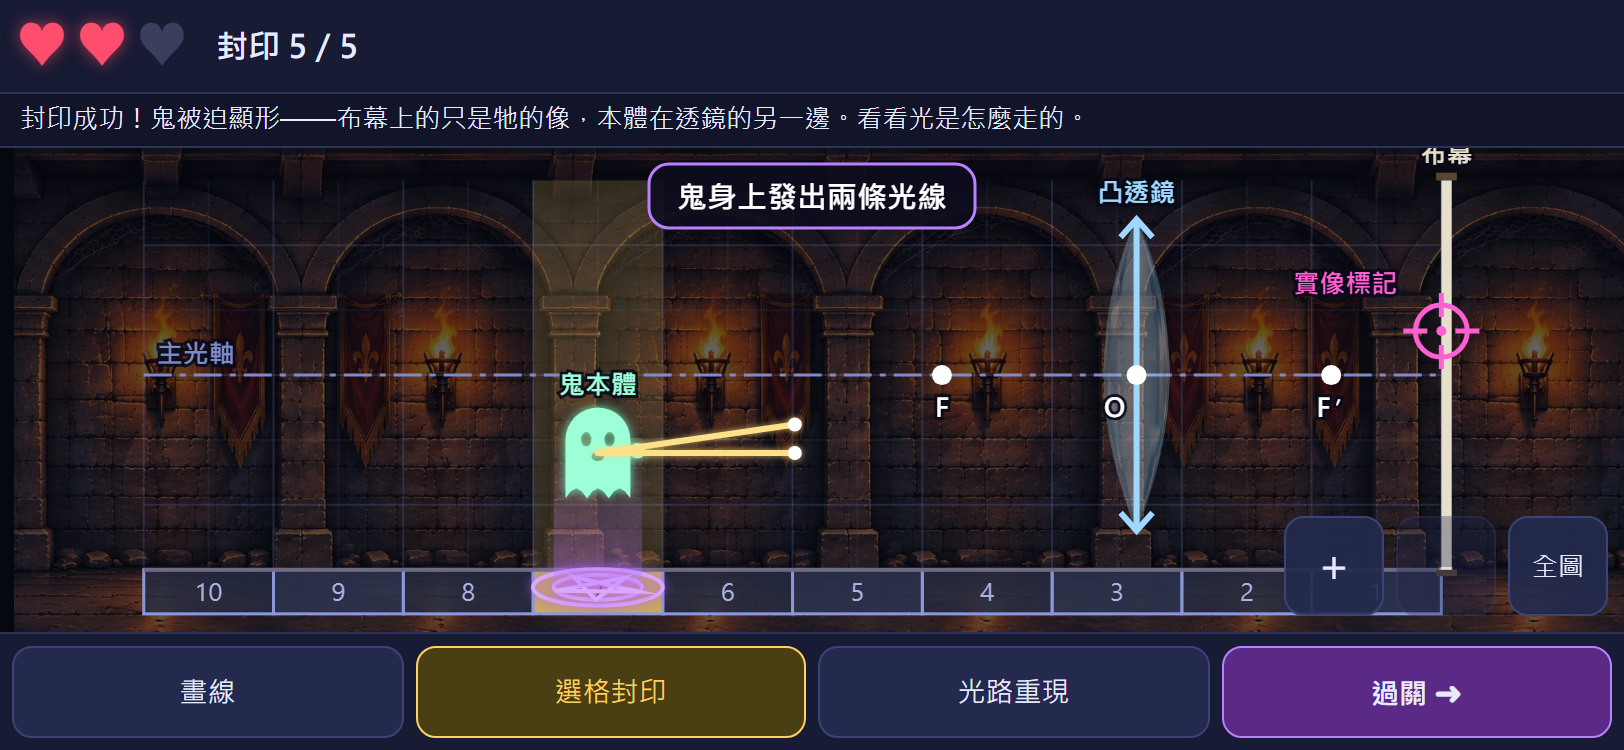 封印 5 / 5
封印成功！鬼被迫顯形——布幕上的只是牠的像，本體在透鏡的另一邊。看看光是怎麼走的。
布幕
鬼身上發出兩條光線
凸透鏡
實像標記
主光軸
鬼本體
F
O
F′
10
9
8
6
5
4
3
2
1
+
全圖
畫線
選格封印
光路重現
過關 ➜